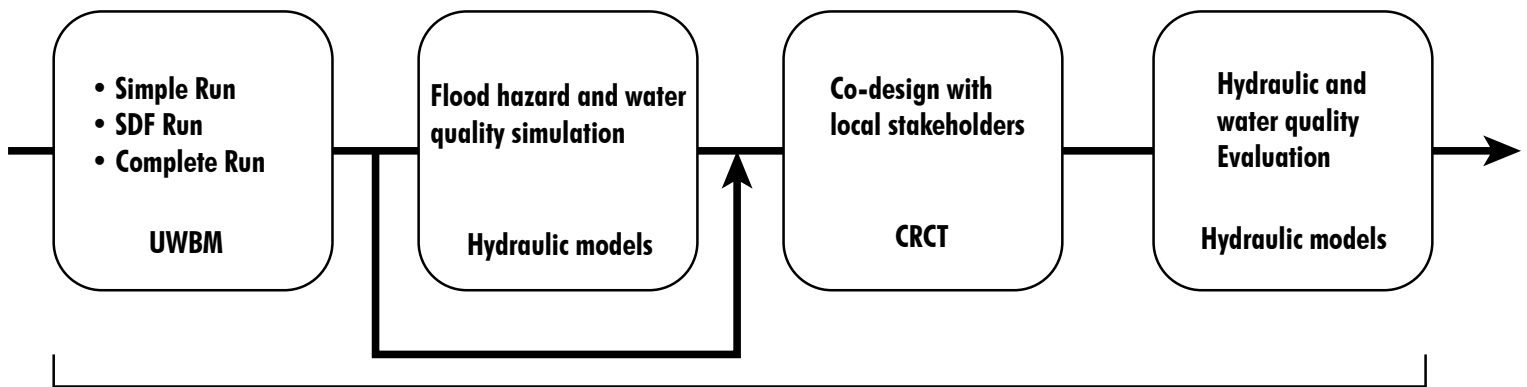 • Simple Run
• SDF Run
• Complete Run
UWBM
Flood hazard and water
quality simulation
Hydraulic models
Co-design with
local stakeholders
CRCT
Hydraulic and
water quality
Evaluation
Hydraulic models